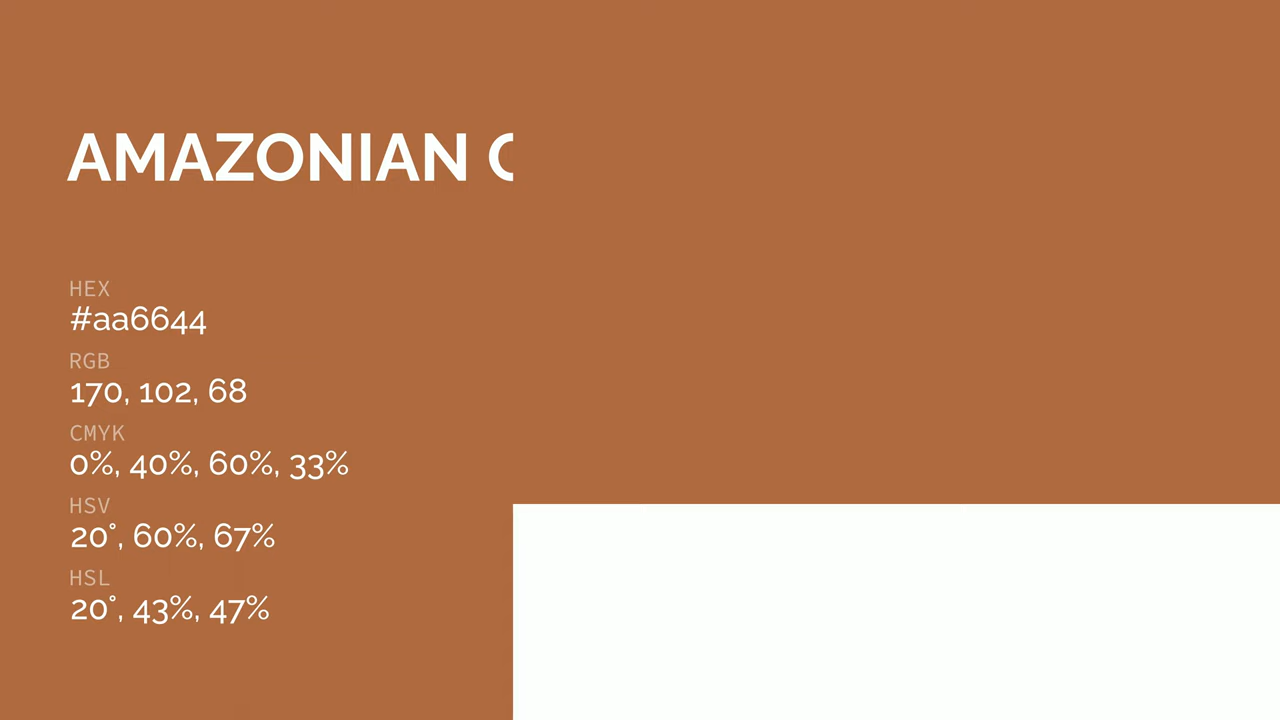 AMAZONIAN
HEX
#aa6644
RGB
170, 102, 68
CMYK
0%, 40%, 60%, 33%
HSV
20°, 60%, 67%
HSL
20°, 43%, 47%